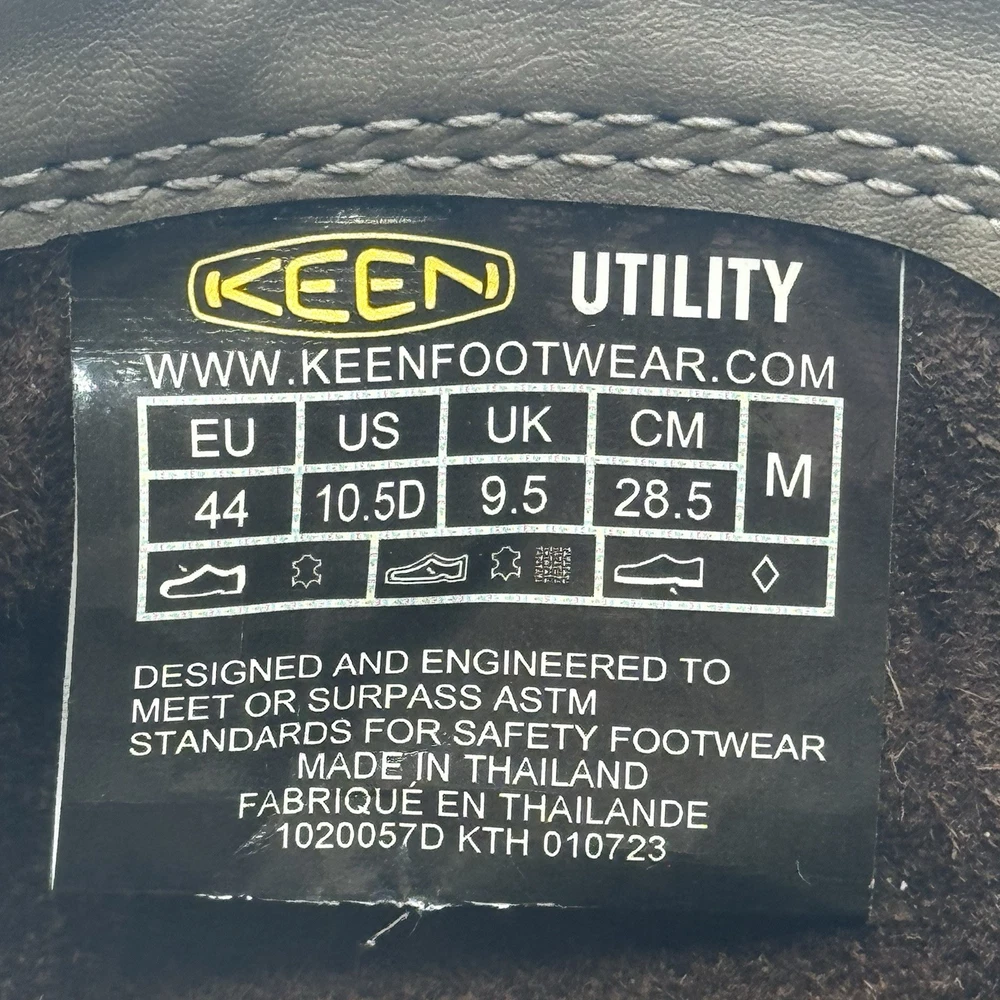 KEEN UTILITY
WWW.KEENFOOTWEAR.COM
EU US UK CM M
44 10.5D 9.5 28.5
DESIGNED AND ENGINEERED TO
MEET OR SURPASS ASTM
STANDARDS FOR SAFETY FOOTWEAR
MADE IN THAILAND
FABRIQUÉ EN THAILANDE
1020057D KTH 010723